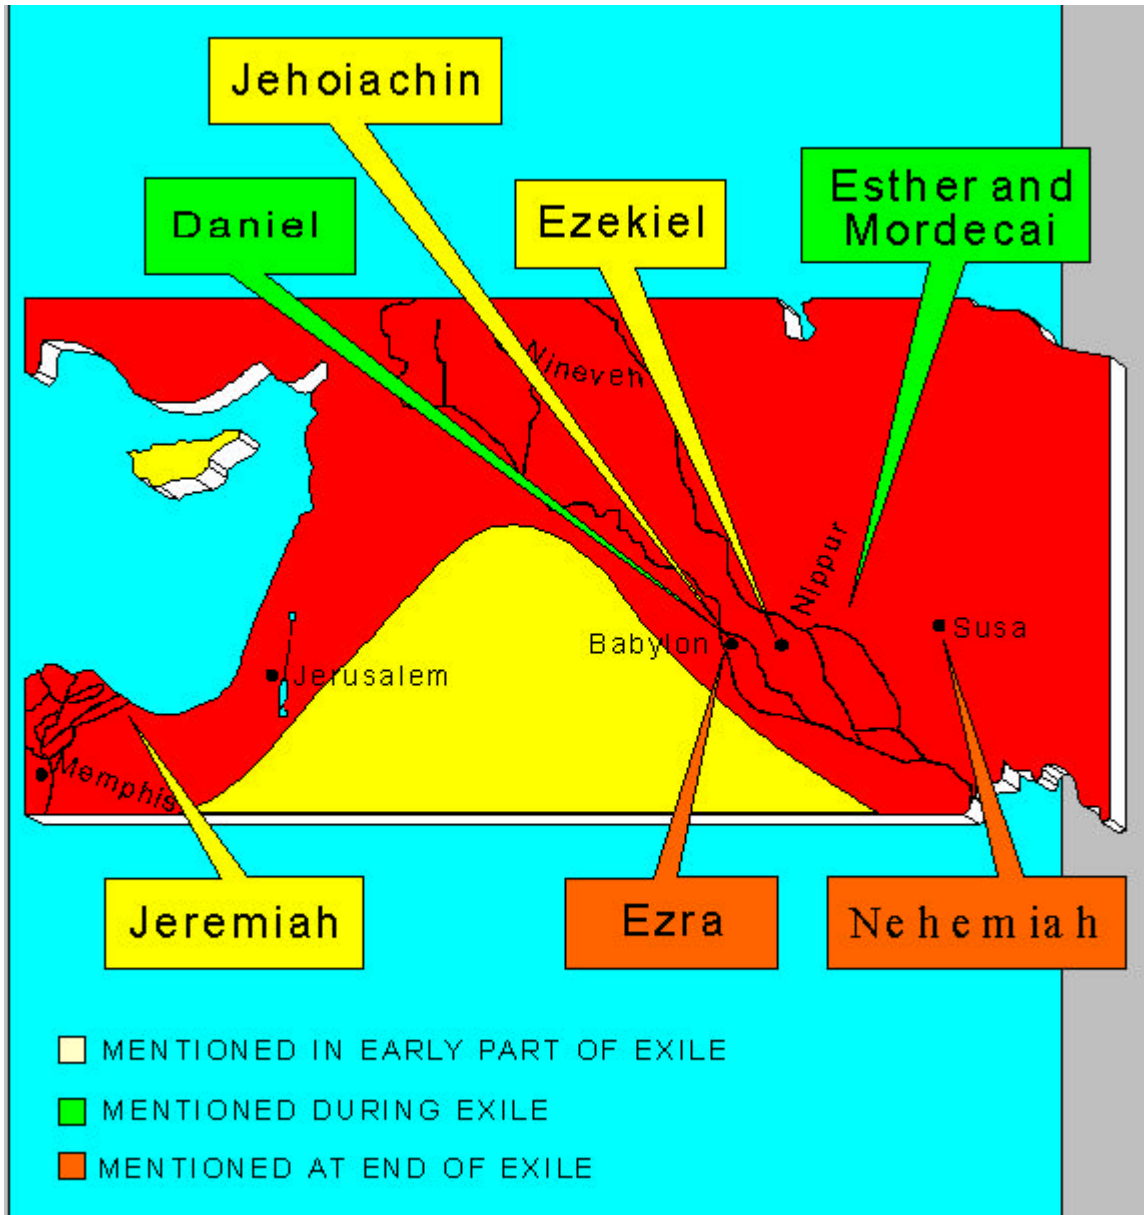 Jehoiachin
Daniel
Ezekiel
Esther and
Mordecai
Nineveh
Nippur
Babylon
Susa
Jerusalem
Memphis
Jeremiah
Ezra
Nehemiah
MENTIONED IN EARLY PART OF EXILE
MENTIONED DURING EXILE
MENTIONED AT END OF EXILE